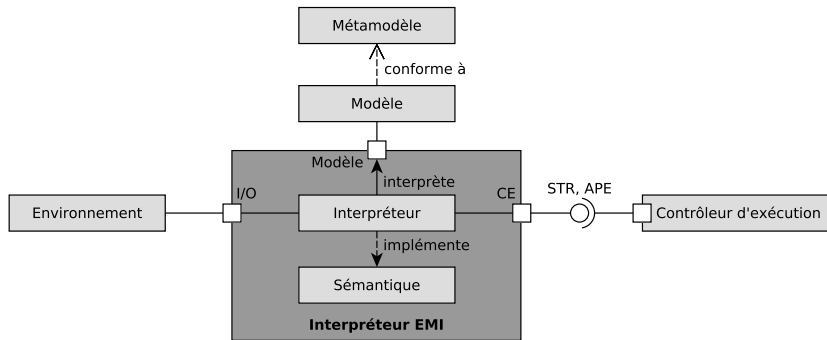 Métamodèle
conforme à
Modèle
Modèle
interprète
I/O
CE
STR, APE
Environnement
Interpréteur
Contrôleur d'exécution
implémente
Sémantique
Interpréteur EMI